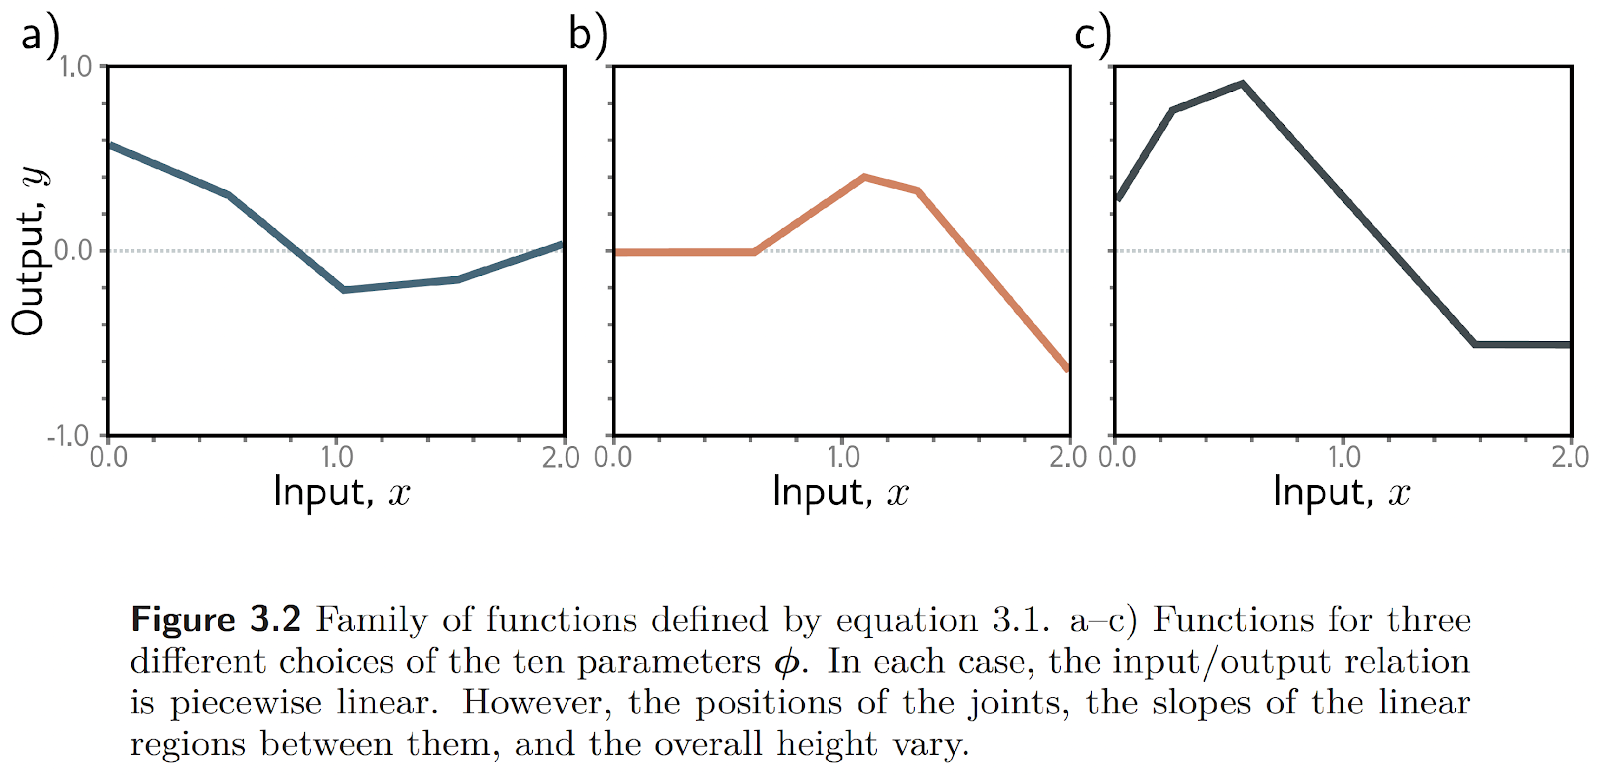 a)
b)
c)
1.0
0.0
-1.0
Output, y
0.0 1.0 2.0
0.0 1.0 2.0
0.0 1.0 2.0
Input, x
Input, x
Input, x
Figure 3.2 Family of functions defined by equation 3.1. a–c) Functions for three
different choices of the ten parameters ϕ. In each case, the input/output relation
is piecewise linear. However, the positions of the joints, the slopes of the linear
regions between them, and the overall height vary.